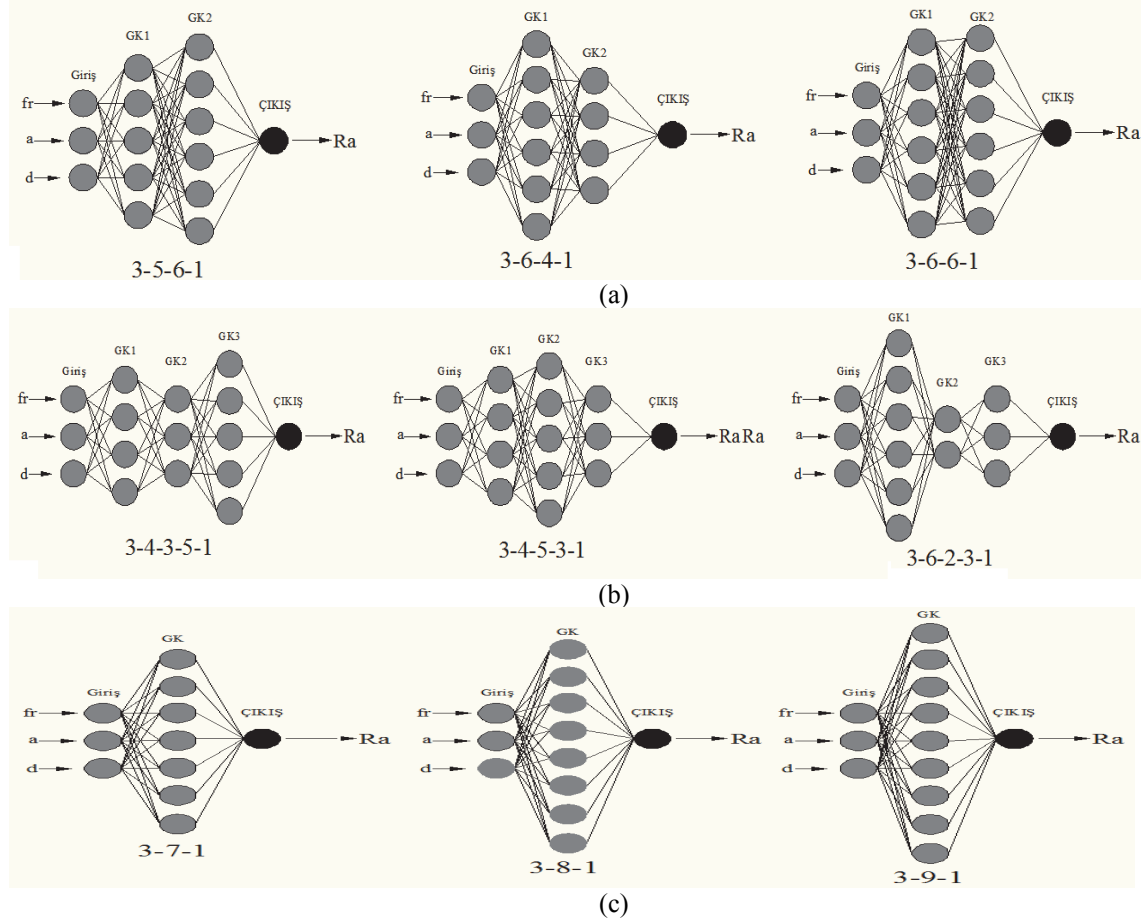 GK2
GK1
Giriş
fr
a
d
ÇIKIŞ
Ra
3-5-6-1
GK1
GK2
Giriş
fr
a
d
ÇIKIŞ
Ra
3-6-4-1
GK1
GK2
Giriş
fr
a
d
ÇIKIŞ
Ra
3-6-6-1
(a)
GK3
GK1
GK2
Giriş
fr
a
d
ÇIKIŞ
Ra
3-4-3-5-1
GK2
GK1
GK3
Giriş
fr
a
d
ÇIKIŞ
RaRa
3-4-5-3-1
GK1
GK3
Giriş
GK2
fr
a
d
ÇIKIŞ
Ra
3-6-2-3-1
(b)
GK
Giriş
fr
a
d
ÇIKIŞ
Ra
3-7-1
GK
Giriş
fr
a
d
ÇIKIŞ
Ra
3-8-1
GK
Giriş
fr
a
d
ÇIKIŞ
Ra
3-9-1
(c)